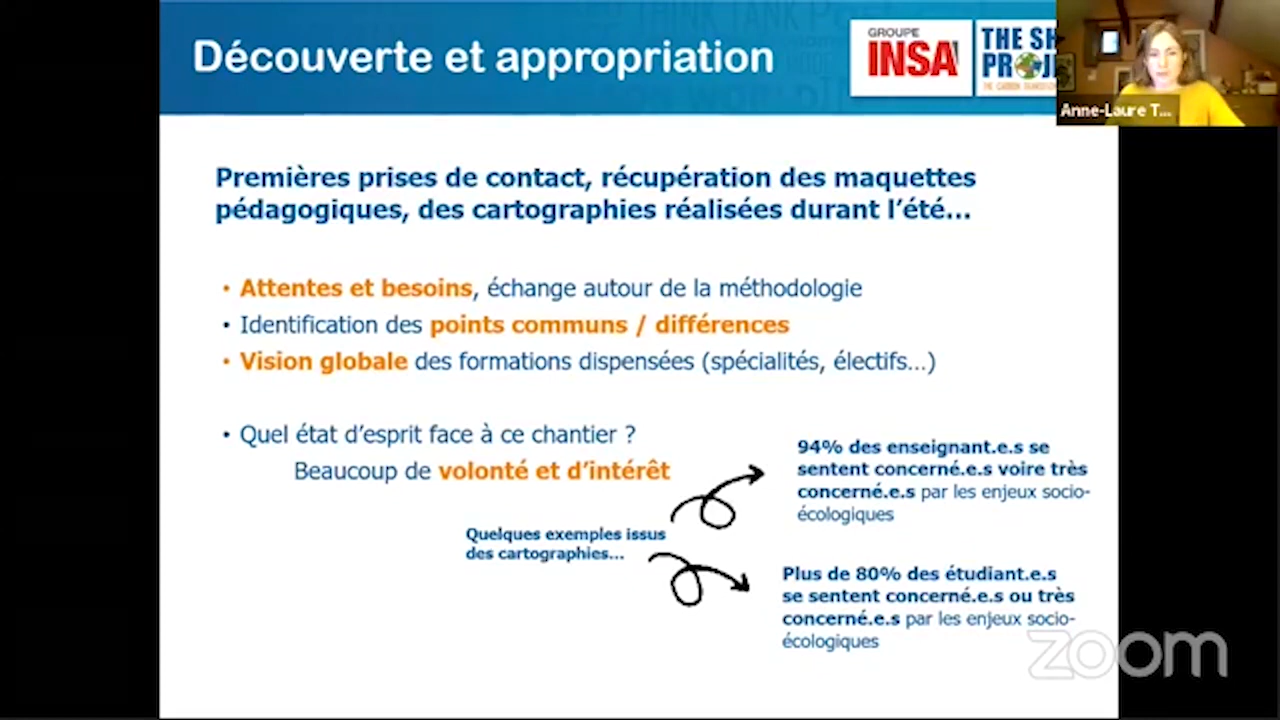 Découverte et appropriation
GROUPE
INSA
THE SH
PROJE
Anne-Laure T...
Premières prises de contact, récupération des maquettes
pédagogiques, des cartographies réalisées durant l'été...
• Attentes et besoins, échange autour de la méthodologie
• Identification des points communs / différences
• Vision globale des formations dispensées (spécialités, électifs...)
• Quel état d'esprit face à ce chantier ?
Beaucoup de volonté et d'intérêt
Quelques exemples issus
des cartographies...
94% des enseignant.e.s se
sentent concerné.e.s voire très
concerné.e.s par les enjeux socio-
écologiques
Plus de 80% des étudiant.e.s
se sentent concerné.e.s ou très
concerné.e.s par les enjeux socio-
écologiques
zoom